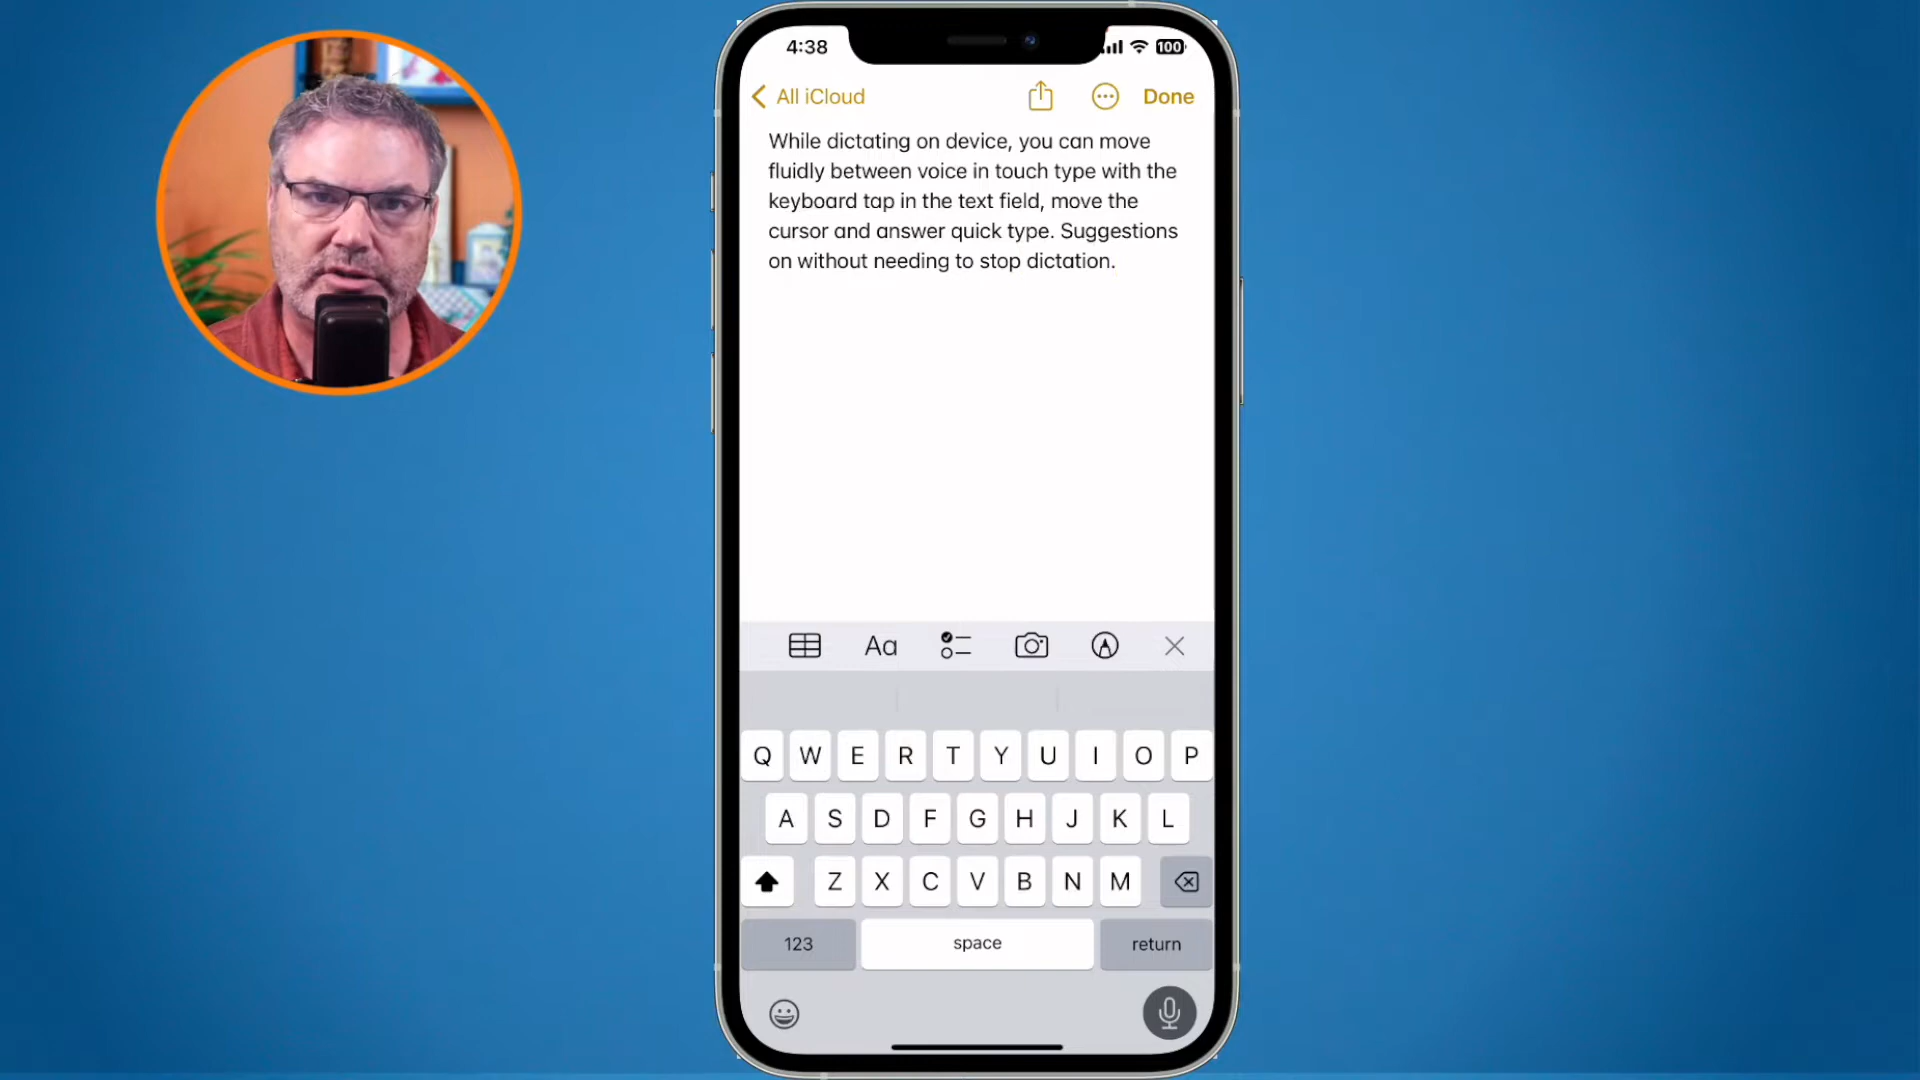 4:38
100
All iCloud
Done
While dictating on device, you can move
fluidly between voice in touch type with the
keyboard tap in the text field, move the
cursor and answer quick type. Suggestions
on without needing to stop dictation.
Aa
Q W E R T Y U I O P
A S D F G H J K L
Z X C V B N M
123 space return